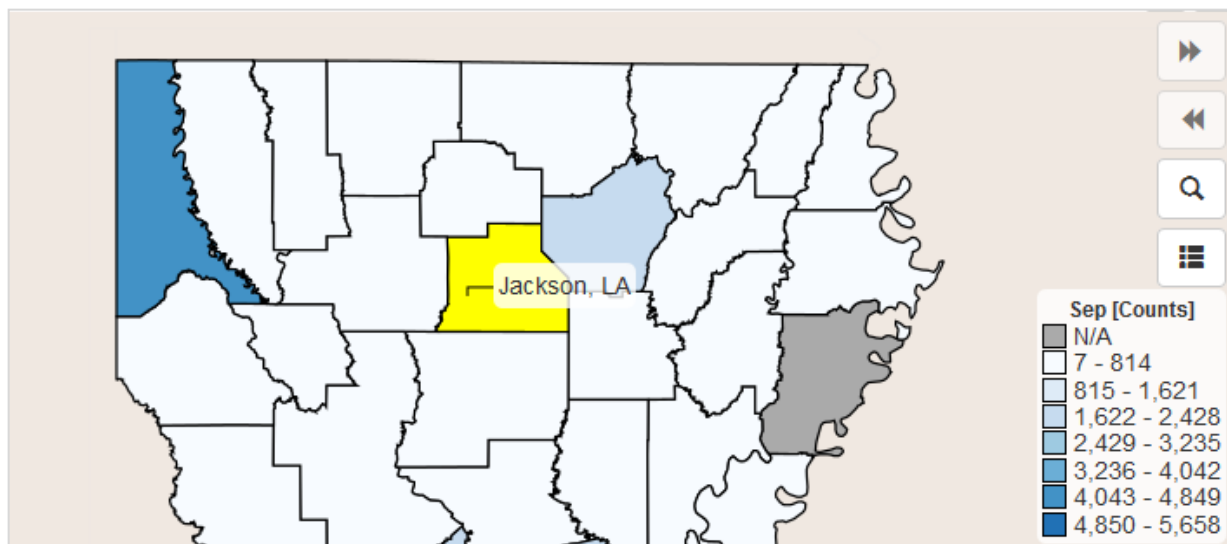 Jackson, LA
Sep [Counts]
N/A
7 - 814
815 - 1,621
1,622 - 2,428
2,429 - 3,235
3,236 - 4,042
4,043 - 4,849
4,850 - 5,658